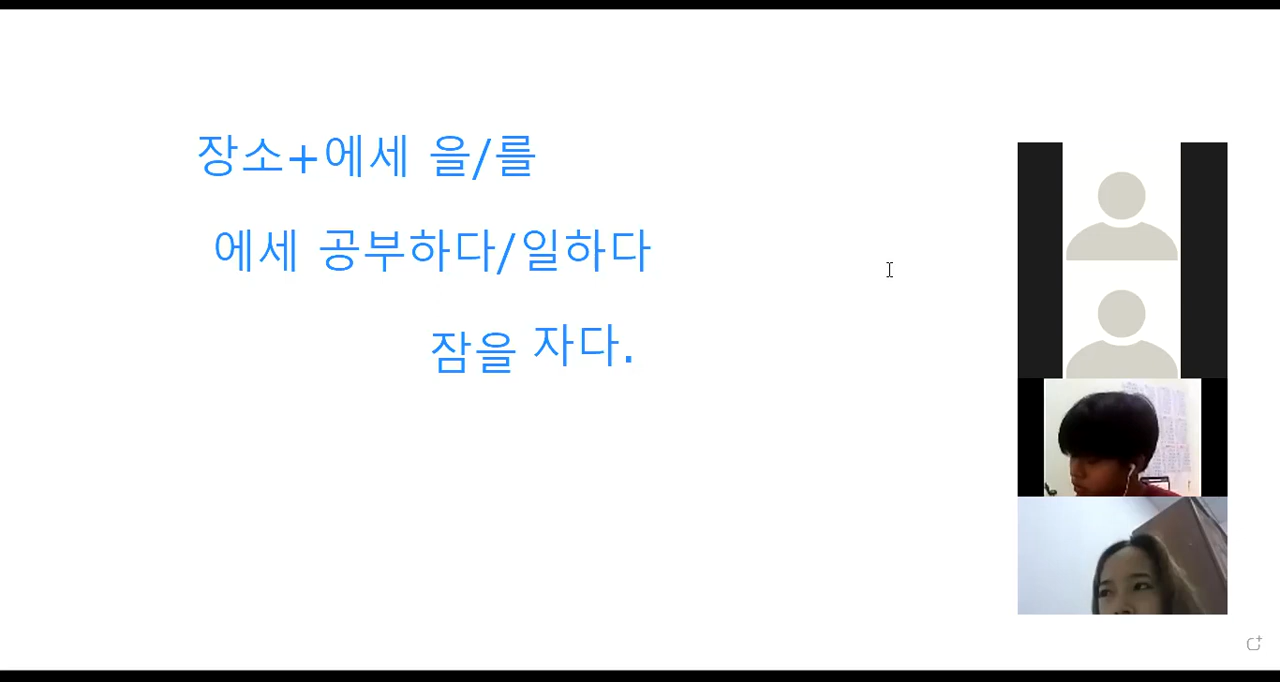 장소+에세 을/를
에세 공부하다/일하다
잠을 자다.